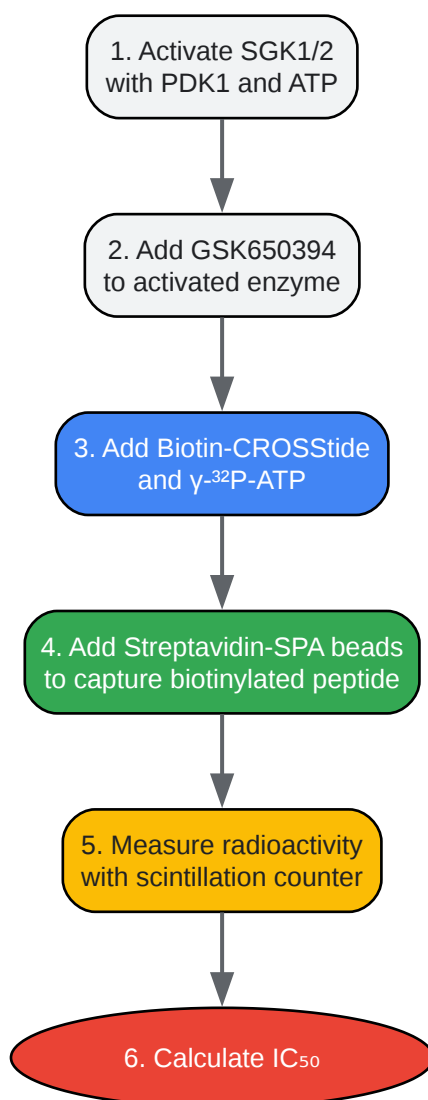 1. Activate SGK1/2
with PDK1 and ATP
2. Add GSK650394
to activated enzyme
3. Add Biotin-CROSStide
and γ-³²P-ATP
4. Add Streptavidin-SPA beads
to capture biotinylated peptide
5. Measure radioactivity
with scintillation counter
6. Calculate IC₅₀